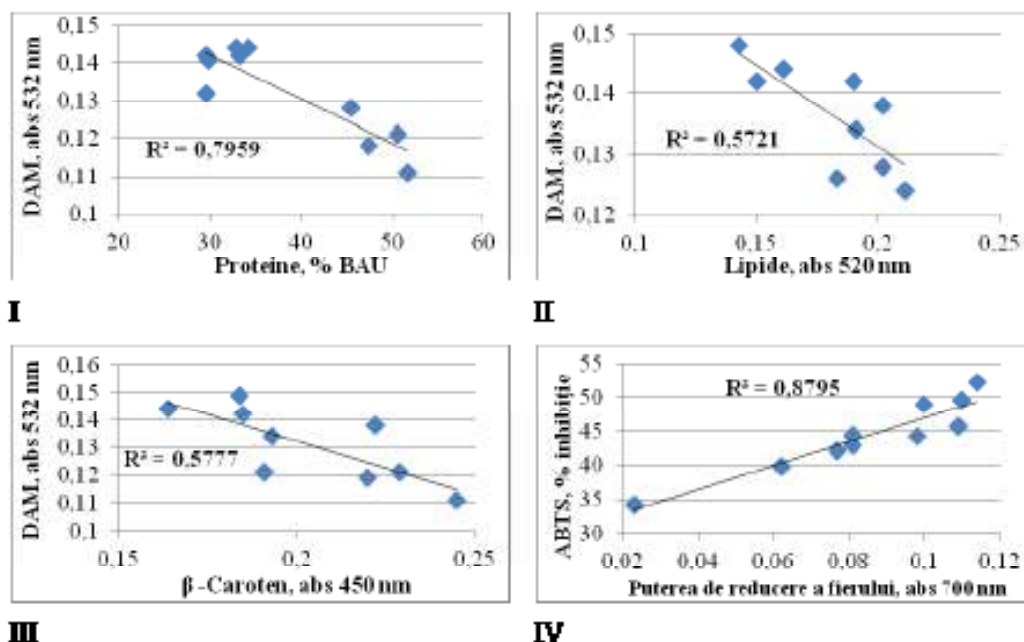 DAM, abs 532 nm
0,15
0,14
0,13
0,12
0,11
0,1
R² = 0,7959
20 30 40 50 60
Proteine, % BAU
I
DAM, abs 532 nm
0,15
0,14
0,13
0,12
R² = 0,5721
0,1 0,15 0,2 0,25
Lipide, abs 520 nm
II
DAM, abs 532 nm
0,16
0,15
0,14
0,13
0,12
0,11
0,1
R² = 0,5777
0,15 0,2 0,25
β -Caroten, abs 450 nm
III
ABTS, % inhibiție
55
50
45
40
35
30
R² = 0,8795
0,02 0,04 0,06 0,08 0,1 0,12
Puterea de reducere a fierului, abs 700 nm
IV